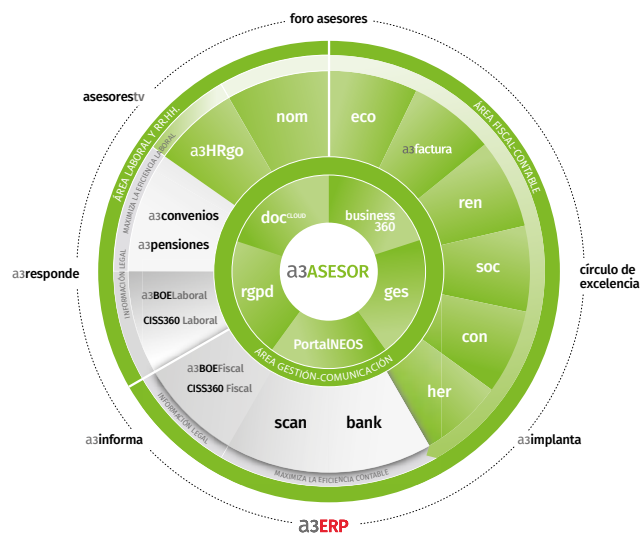 foro asesores
asesorestv
ÁREA LABORAL Y RR.HH.
ÁREA FISCAL-CONTABLE
MAXIMIZA LA EFICIENCIA LABORAL
nom
eco
a3HRgo
a3factura
ren
a3convenios
a3pensiones
docCLOUD
business
360
a3ASESOR
soc
a3responde
círculo de
excelencia
INFORMACIÓN LEGAL
a3BOELaboral
CISS360 Laboral
rgpd
ges
con
PortalNEOS
ÁREA GESTIÓN-COMUNICACIÓN
a3BOEFiscal
CISS360 Fiscal
her
INFORMACIÓN LEGAL
scan
bank
MAXIMIZA LA EFICIENCIA CONTABLE
a3informa
a3implanta
a3ERP